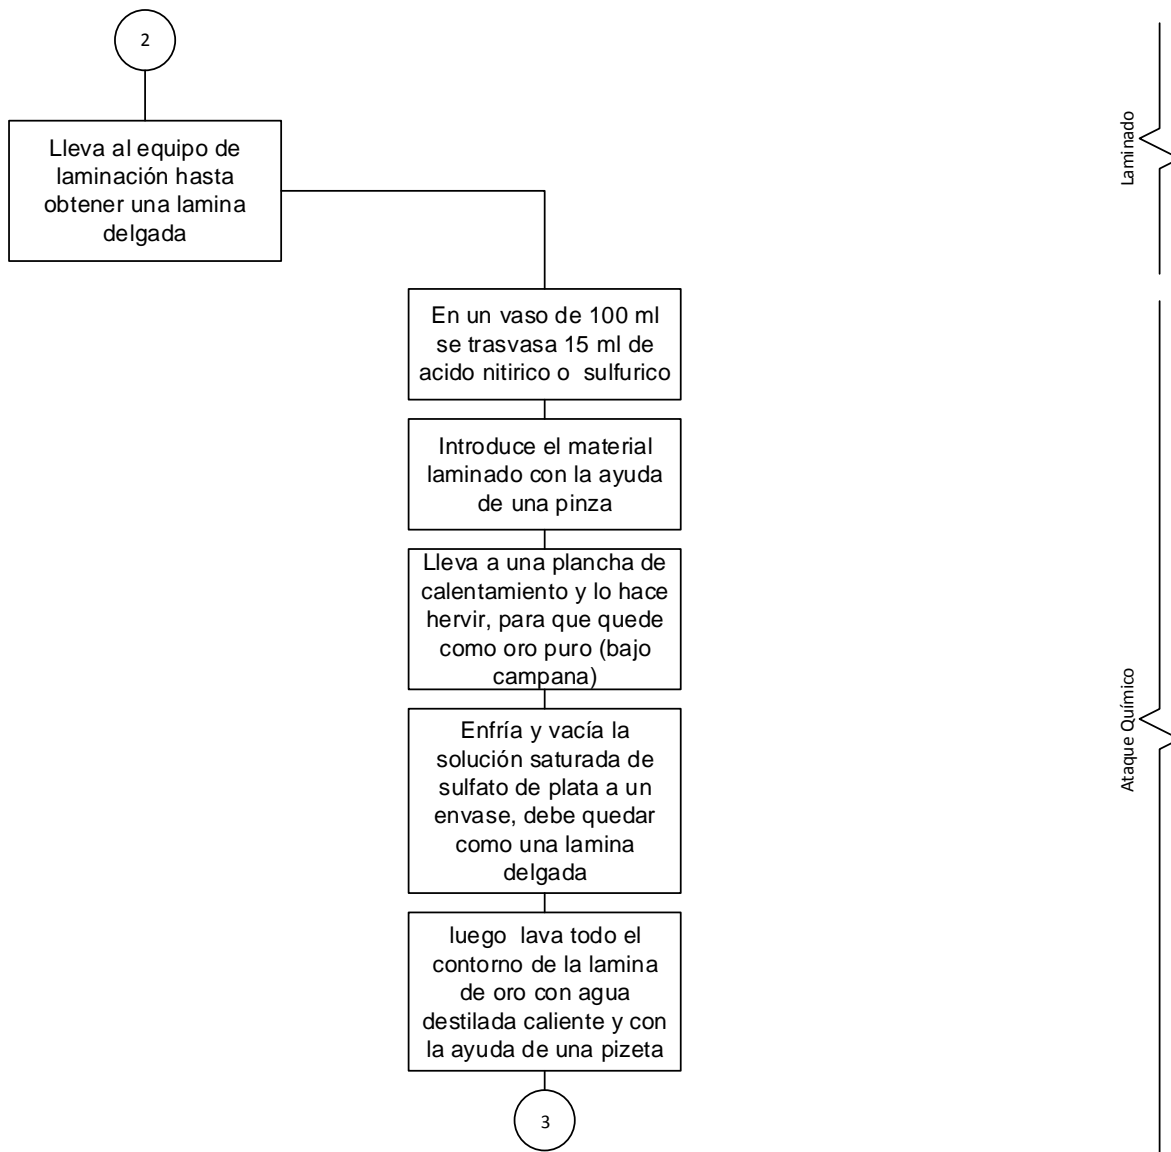 2
Lleva al equipo de
laminación hasta
obtener una lamina
delgada
Laminado
En un vaso de 100 ml
se trasvasa 15 ml de
acido nitirico o  sulfurico
Introduce el material
laminado con la ayuda
de una pinza
Lleva a una plancha de
calentamiento y lo hace
hervir, para que quede
como oro puro (bajo
campana)
Enfría y vacía la
solución saturada de
sulfato de plata a un
envase, debe quedar
como una lamina
delgada
luego  lava todo el
contorno de la lamina
de oro con agua
destilada caliente y con
la ayuda de una pizeta
Ataque Químico
3